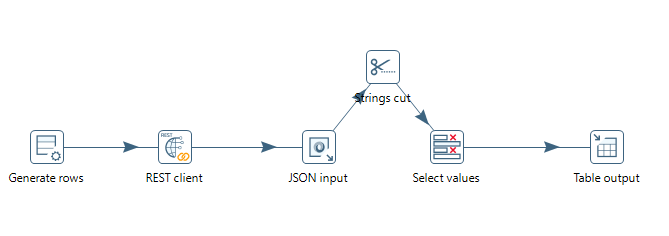 REST
Strings cut
Generate rows
REST client
JSON input
Select values
Table output